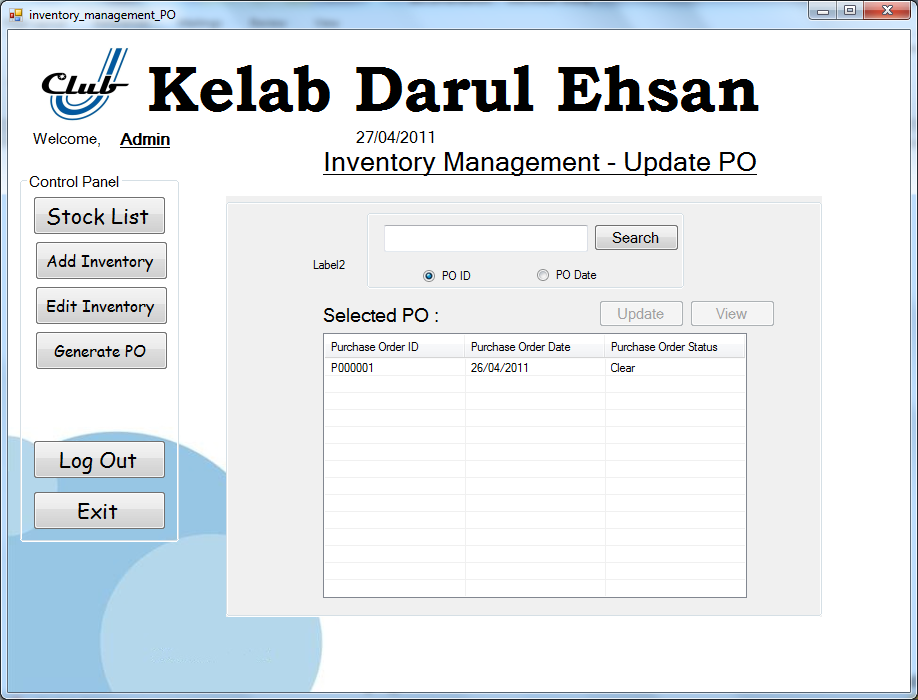 inventory_management_PO
Club
Kelab Darul Ehsan
Welcome, Admin
27/04/2011
Inventory Management - Update PO
Control Panel
Stock List
Add Inventory
Edit Inventory
Generate PO
Log Out
Exit
Search
Label2
PO ID
PO Date
Selected PO :
Update
View
Purchase Order ID Purchase Order Date Purchase Order Status
P000001 26/04/2011 Clear